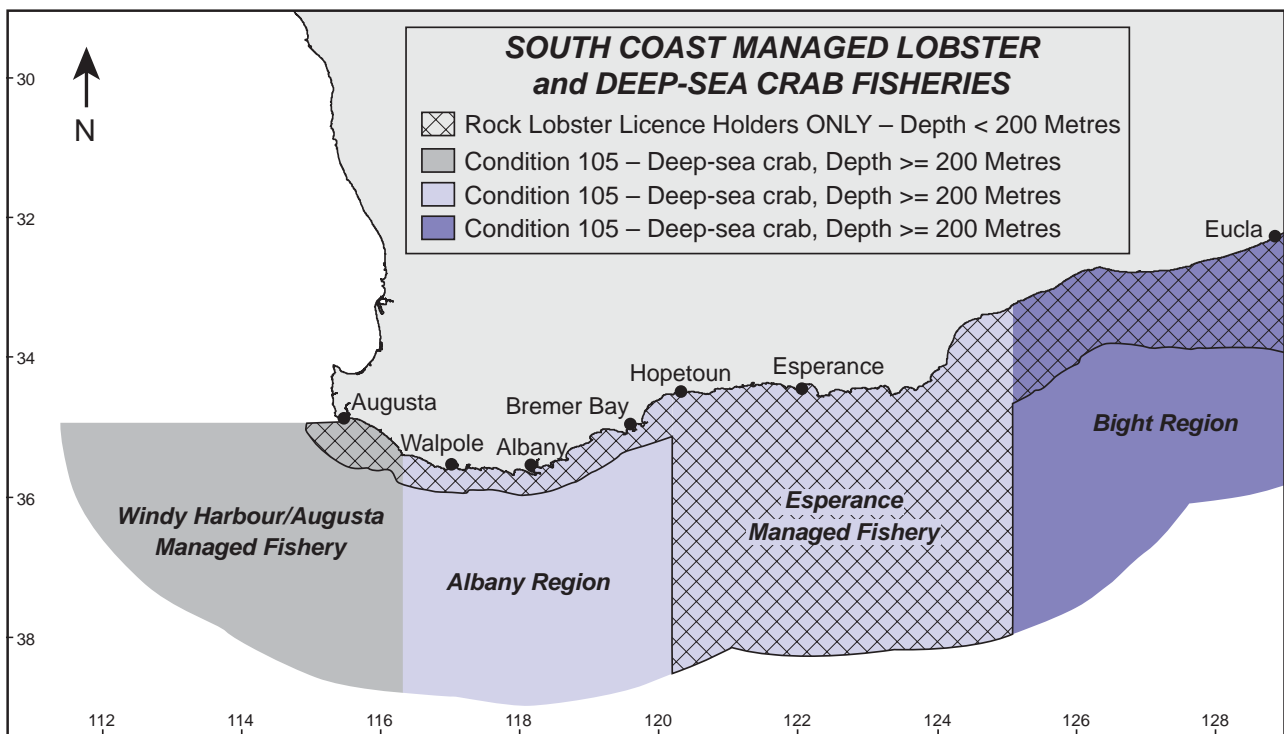 SOUTH COAST MANAGED LOBSTER
and DEEP-SEA CRAB FISHERIES
Rock Lobster Licence Holders ONLY – Depth < 200 Metres
Condition 105 – Deep-sea crab, Depth >= 200 Metres
Condition 105 – Deep-sea crab, Depth >= 200 Metres
Condition 105 – Deep-sea crab, Depth >= 200 Metres
N
30
32
34
36
38
Eucla
Esperance
Hopetoun
Bremer Bay
Augusta
Walpole
Albany
Bight Region
Windy Harbour/Augusta
Managed Fishery
Esperance
Managed Fishery
Albany Region
112
114
116
118
120
122
124
126
128